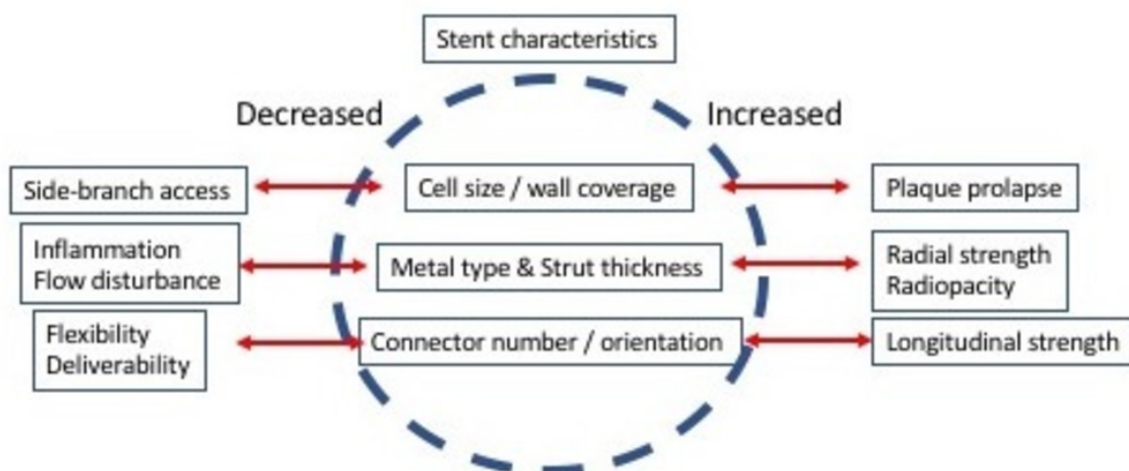 Stent characteristics
Decreased
Increased
Side-branch access
Cell size / wall coverage
Plaque prolapse
Inflammation
Flow disturbance
Metal type & Strut thickness
Radial strength
Radiopacity
Flexibility
Deliverability
Connector number / orientation
Longitudinal strength